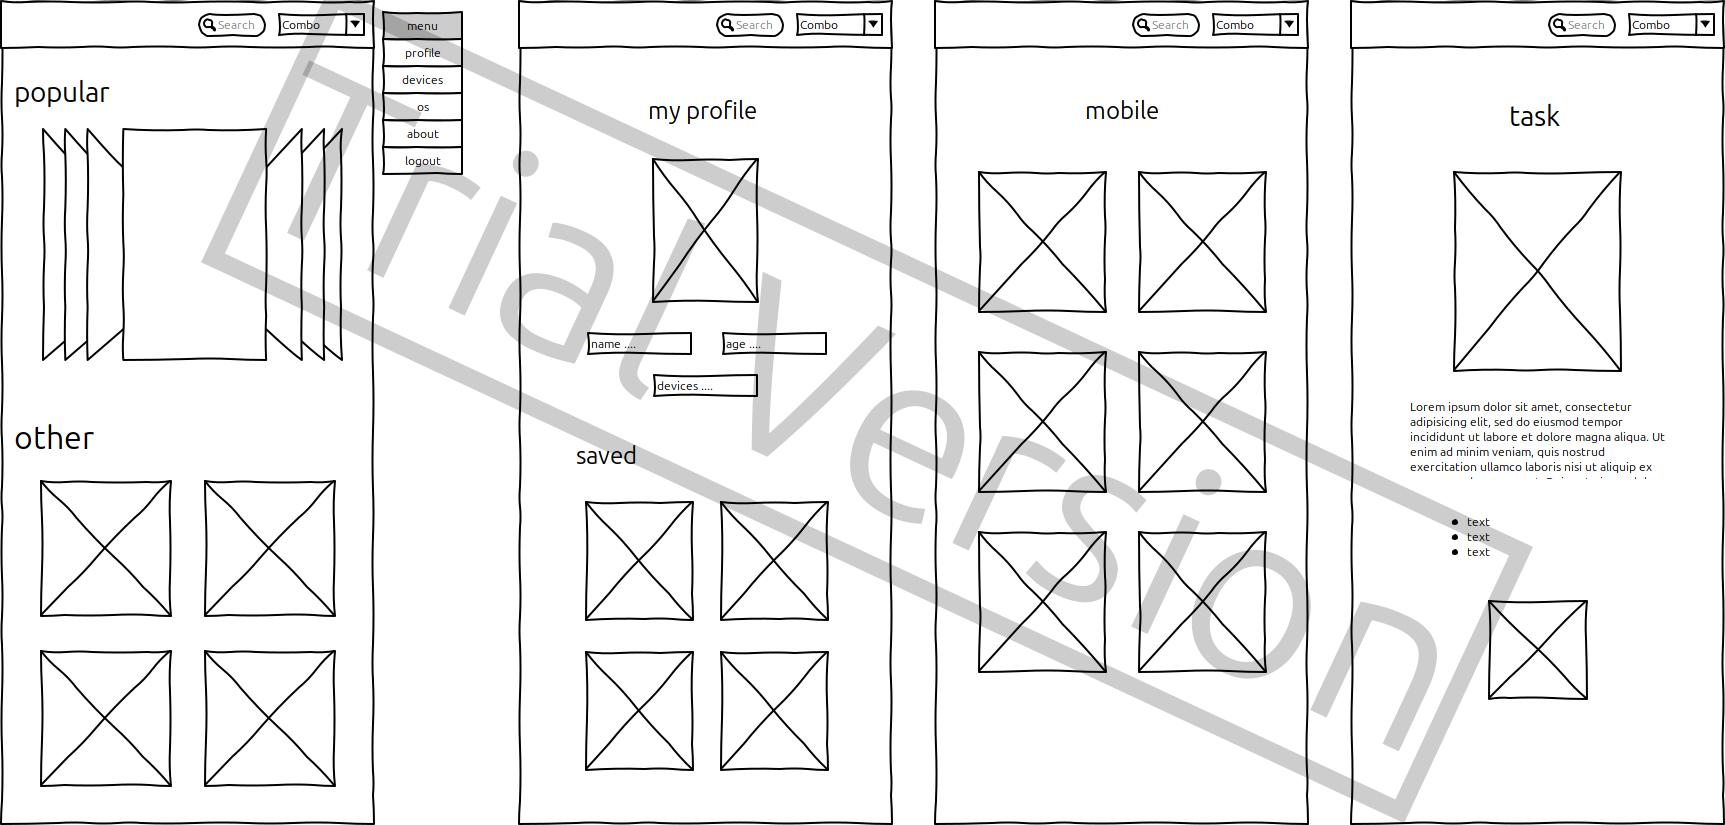 Search
Combo
popular
other
menu
profile
devices
os
about
logout
Search
Combo
my profile
name ....
age ....
devices ....
saved
Search
Combo
mobile
Search
Combo
task
Lorem ipsum dolor sit amet, consectetur
adipisicing elit, sed do eiusmod tempor
incididunt ut labore et dolore magna aliqua. Ut
enim ad minim veniam, quis nostrud
exercitation ullamco laboris nisi ut aliquip ex
text
text
text
Trial Version